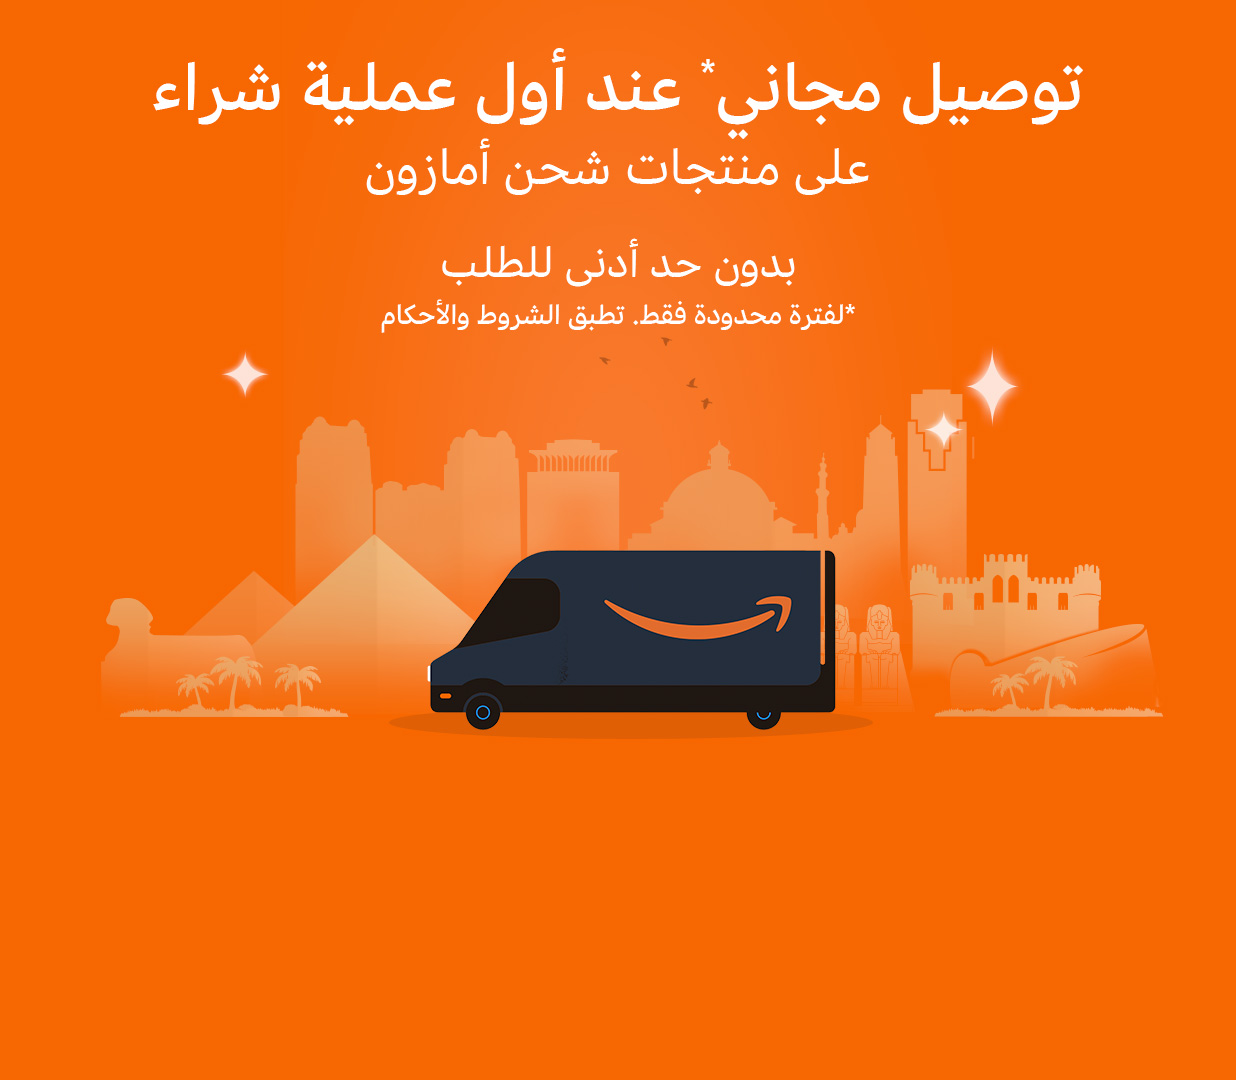 توصيل مجاني* عند أول عملية شراء
على منتجات شحن أمازون
بدون حد أدنى للطلب
*لفترة محدودة فقط. تطبق الشروط والأحكام